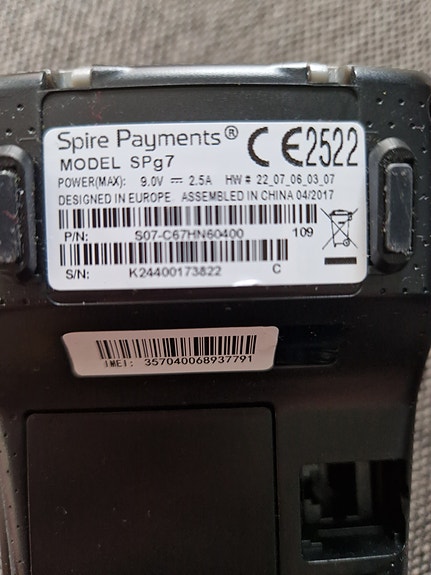 Spire Payments® CE2522
MODEL SPg7
POWER(MAX): 9.0V ⎓ 2.5A HW# 22_07_06_03_07
DESIGNED IN EUROPE. ASSEMBLED IN CHINA 04/2017
P/N: S07-C67HN60400 109
S/N: K24400173822 C
IMEI: 357040068937791